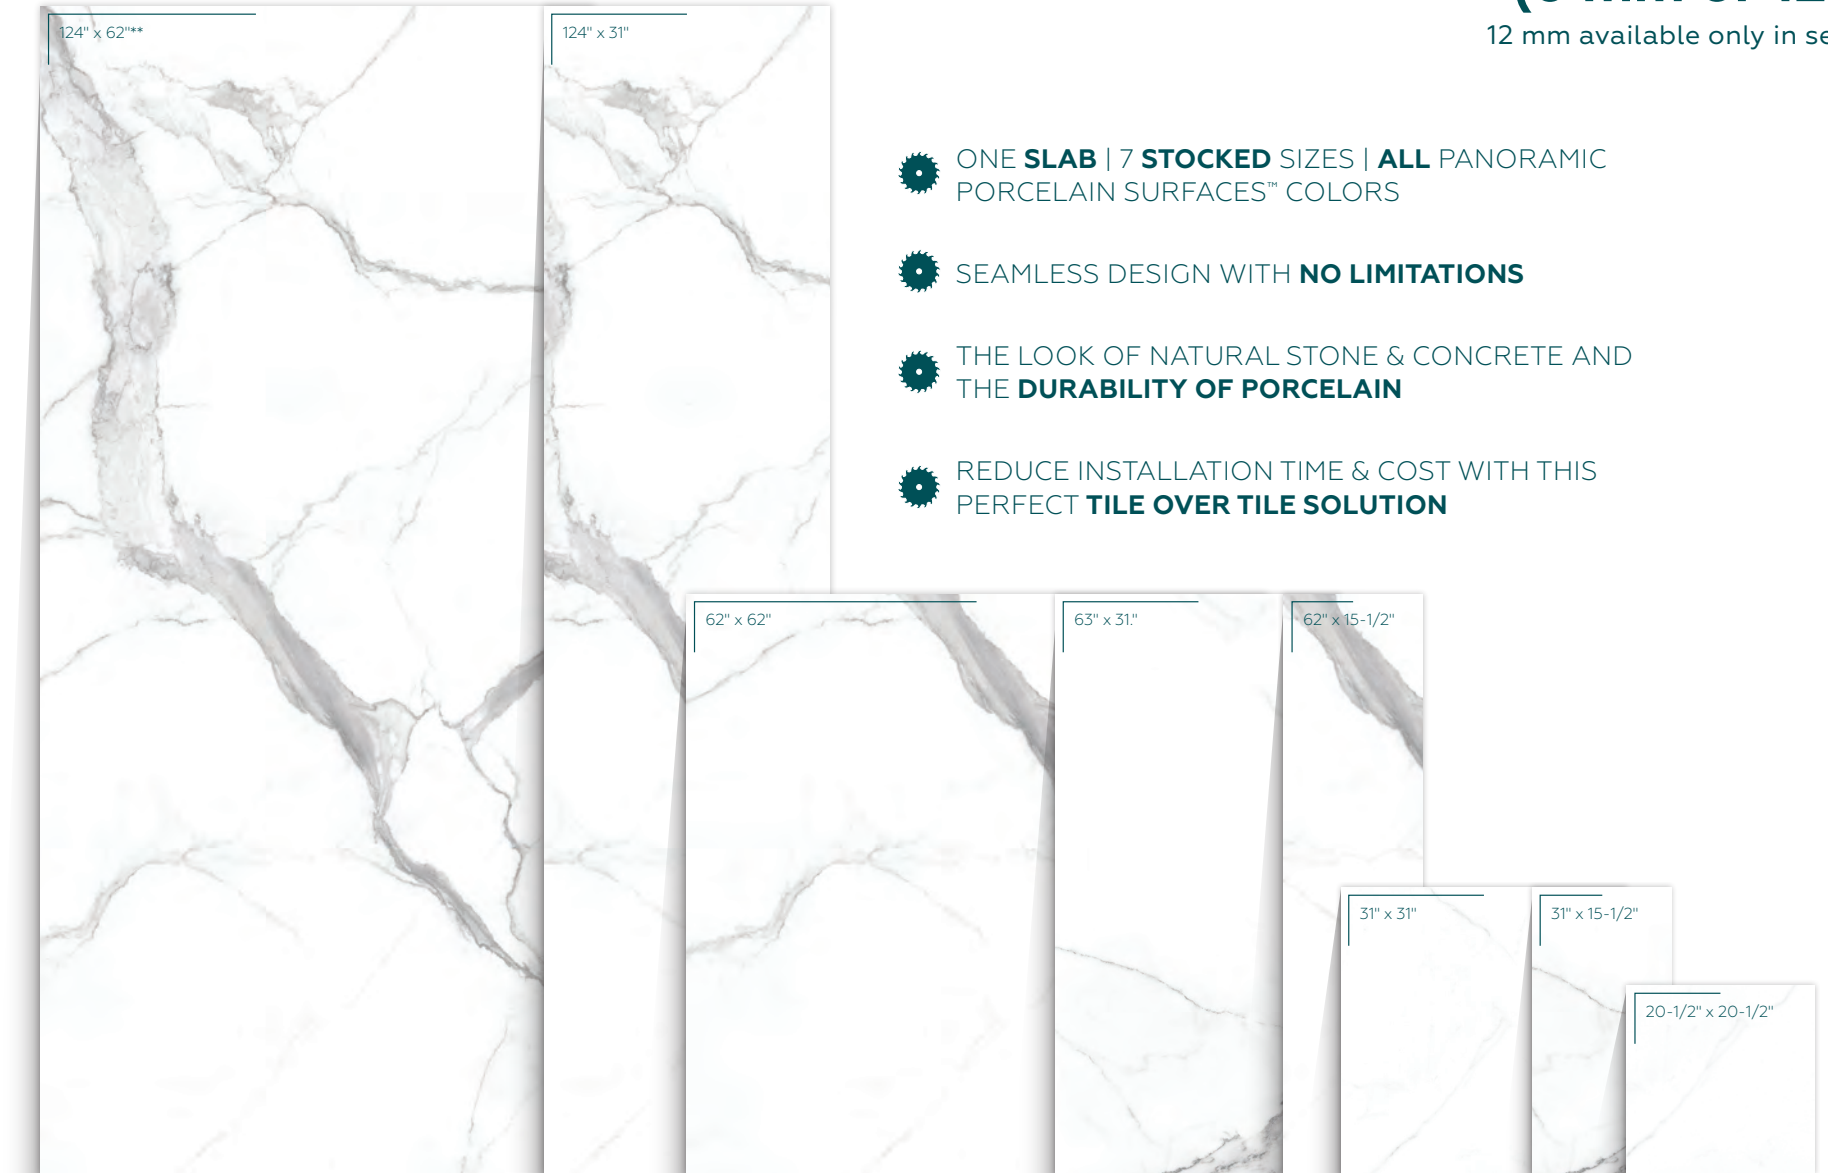 12 mm available only in
124" x 62"**
124" x 31"
ONE SLAB | 7 STOCKED SIZES | ALL PANORAMIC
PORCELAIN SURFACES™ COLORS
SEAMLESS DESIGN WITH NO LIMITATIONS
THE LOOK OF NATURAL STONE & CONCRETE AND
THE DURABILITY OF PORCELAIN
REDUCE INSTALLATION TIME & COST WITH THIS
PERFECT TILE OVER TILE SOLUTION
62" x 62"
63" x 31."
62" x 15-1/2"
31" x 31"
31" x 15-1/2"
20-1/2" x 20-1/2"